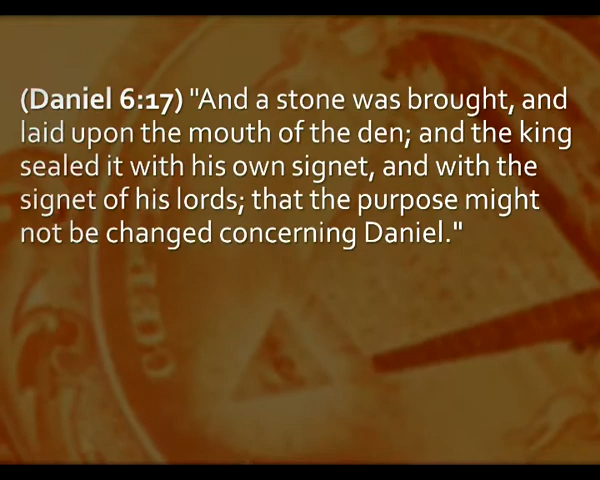 (Daniel 6:17) "And a stone was brought, and
laid upon the mouth of the den; and the king
sealed it with his own signet, and with the
signet of his lords; that the purpose might
not be changed concerning Daniel."